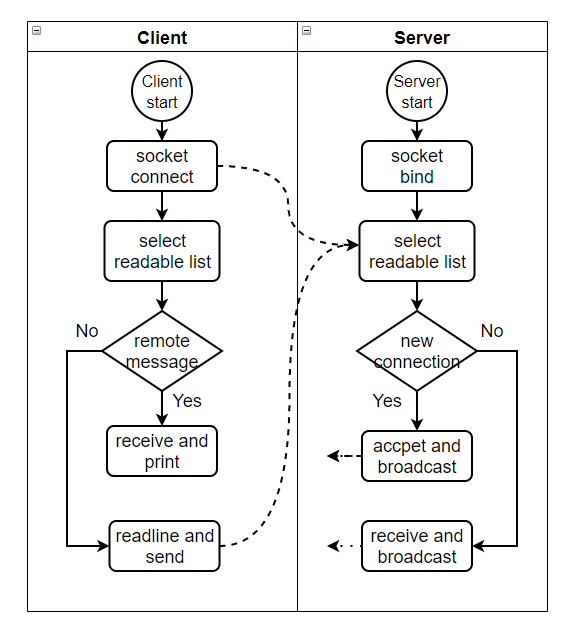 Client
Server
Client
start
socket
connect
select
readable list
remote
message
No
Yes
receive and
print
readline and
send
Server
start
socket
bind
select
readable list
new
connection
No
Yes
accpet and
broadcast
receive and
broadcast